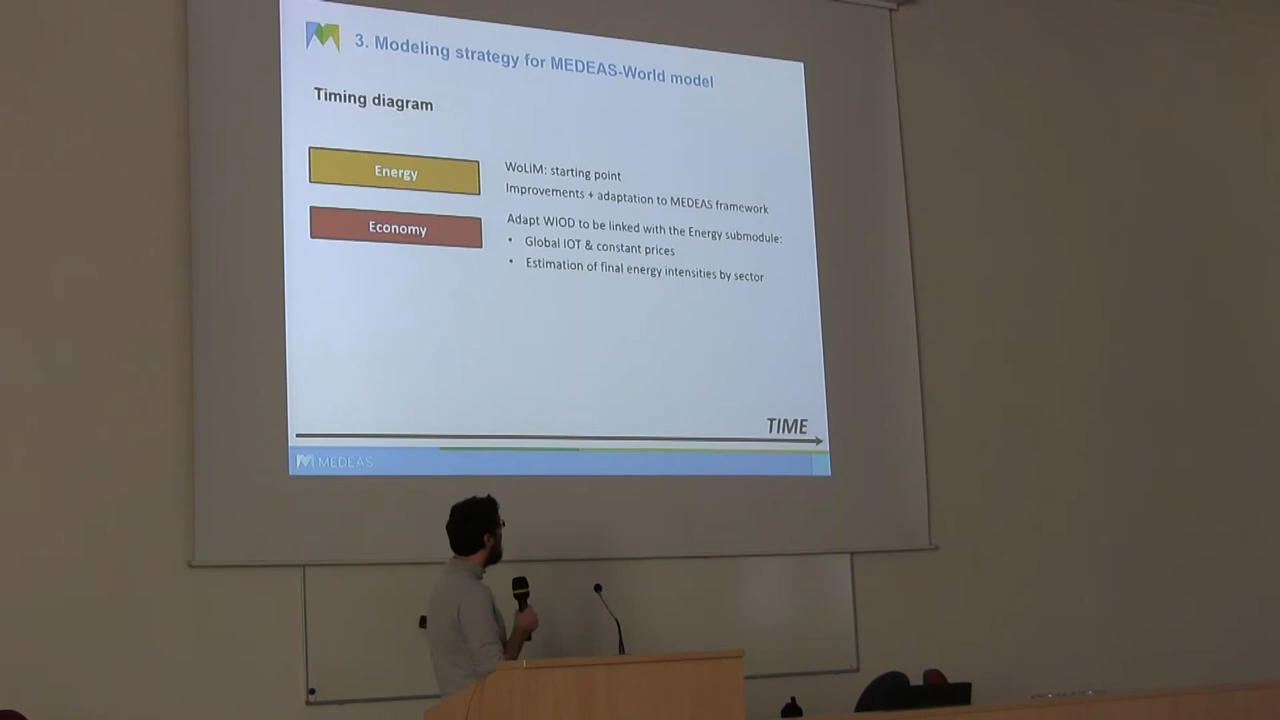 3. Modeling strategy for MEDEAS-World model
Timing diagram
Energy
WoLiM: starting point
Improvements + adaptation to MEDEAS framework
Economy
Adapt WIOD to be linked with the Energy submodule:
• Global IOT & constant prices
• Estimation of final energy intensities by sector
TIME
MEDEAS